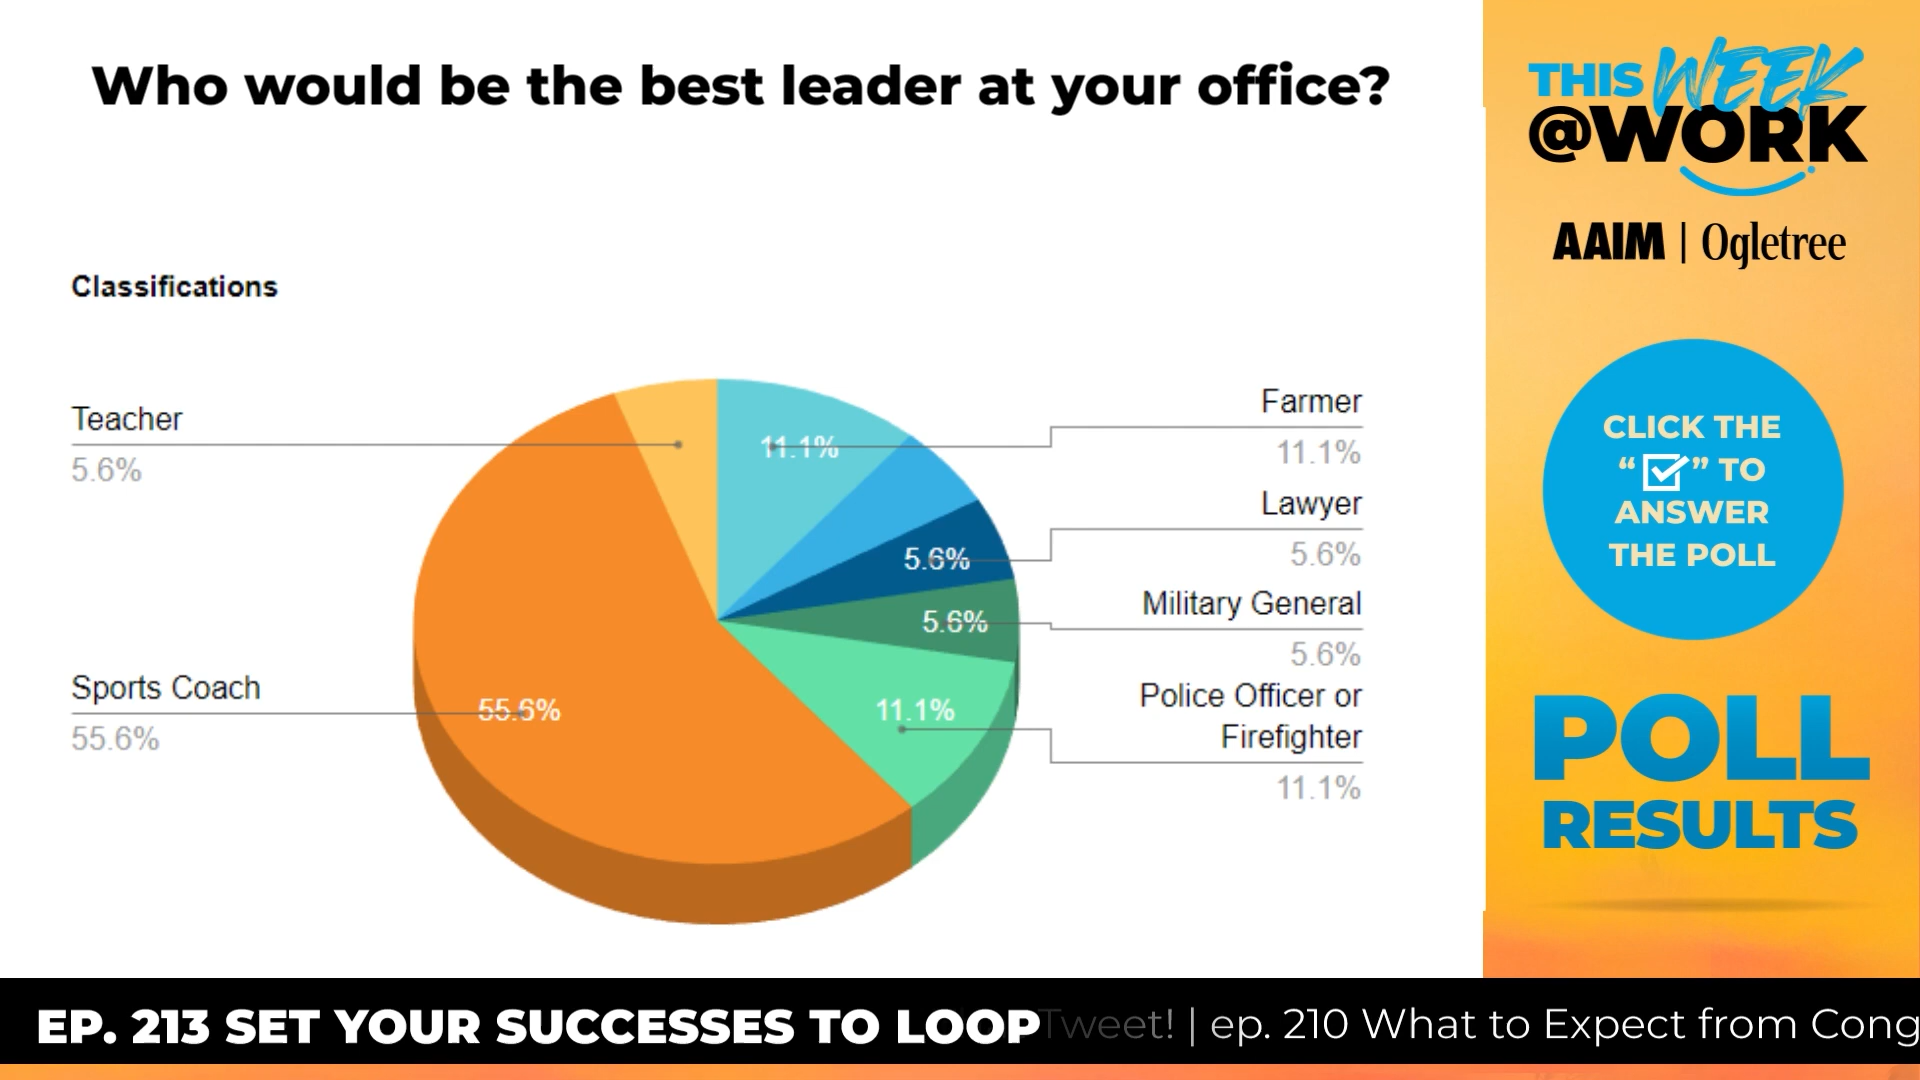 Who would be the best leader at your office?
Classifications
Teacher
5.6%
Sports Coach
55.6%
55.6%
11.1%
5.6%
5.6%
11.1%
Farmer
11.1%
Lawyer
5.6%
Military General
5.6%
Police Officer or
Firefighter
11.1%
THIS WEEK
@WORK
AAIM | Ogletree
CLICK THE
“☑” TO
ANSWER
THE POLL
POLL
RESULTS
EP. 213 SET YOUR SUCCESSES TO LOOP Tweet! | ep. 210 What to Expect from Cong